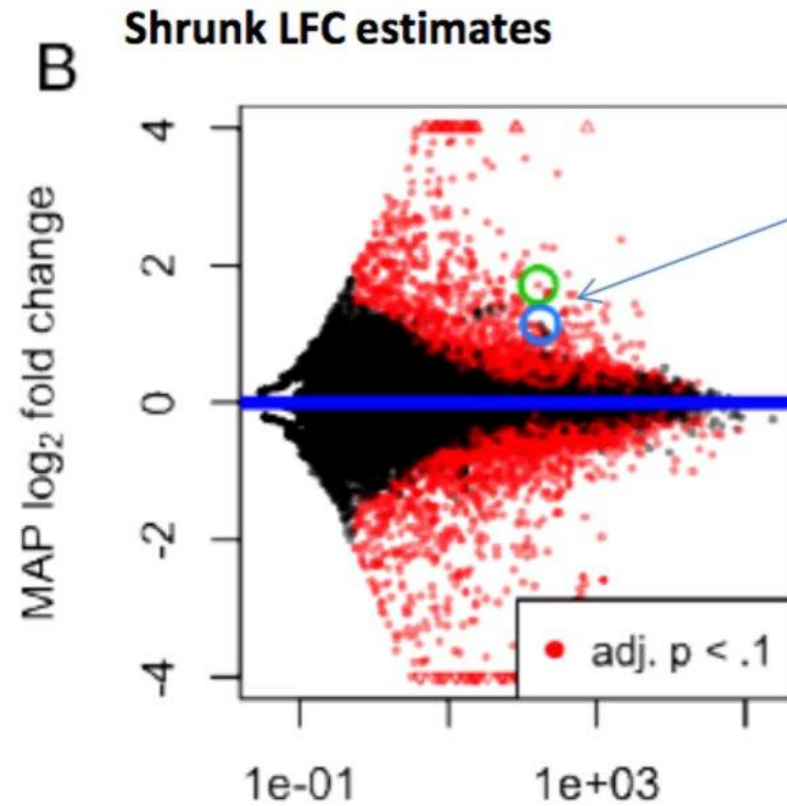 Shrunk LFC estimates
B
MAP log₂ fold change
4
2
0
-2
-4
adj. p < .1
1e-01
1e+03